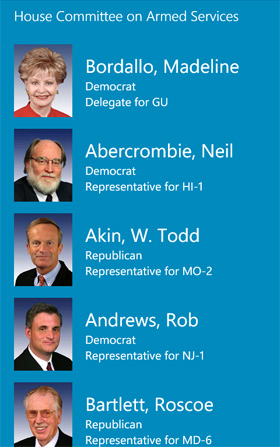 House Committee on Armed Services
Bordallo, Madeline
Democrat
Delegate for GU
Abercrombie, Neil
Democrat
Representative for HI-1
Akin, W. Todd
Republican
Representative for MO-2
Andrews, Rob
Democrat
Representative for NJ-1
Bartlett, Roscoe
Republican
Representative for MD-6